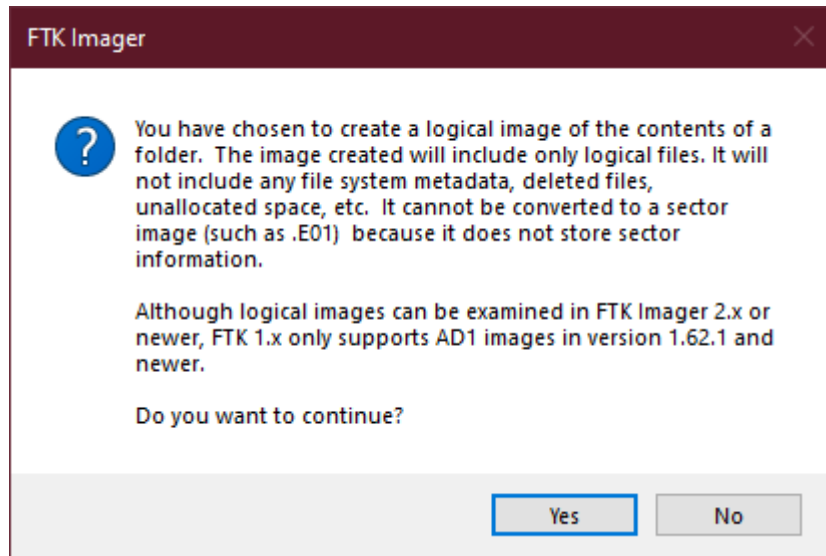 FTK Imager
You have chosen to create a logical image of the contents of a
folder.  The image created will include only logical files. It will
not include any file system metadata, deleted files,
unallocated space, etc.  It cannot be converted to a sector
image (such as .E01)  because it does not store sector
information.
Although logical images can be examined in FTK Imager 2.x or
newer, FTK 1.x only supports AD1 images in version 1.62.1 and
newer.
Do you want to continue?
Yes
No